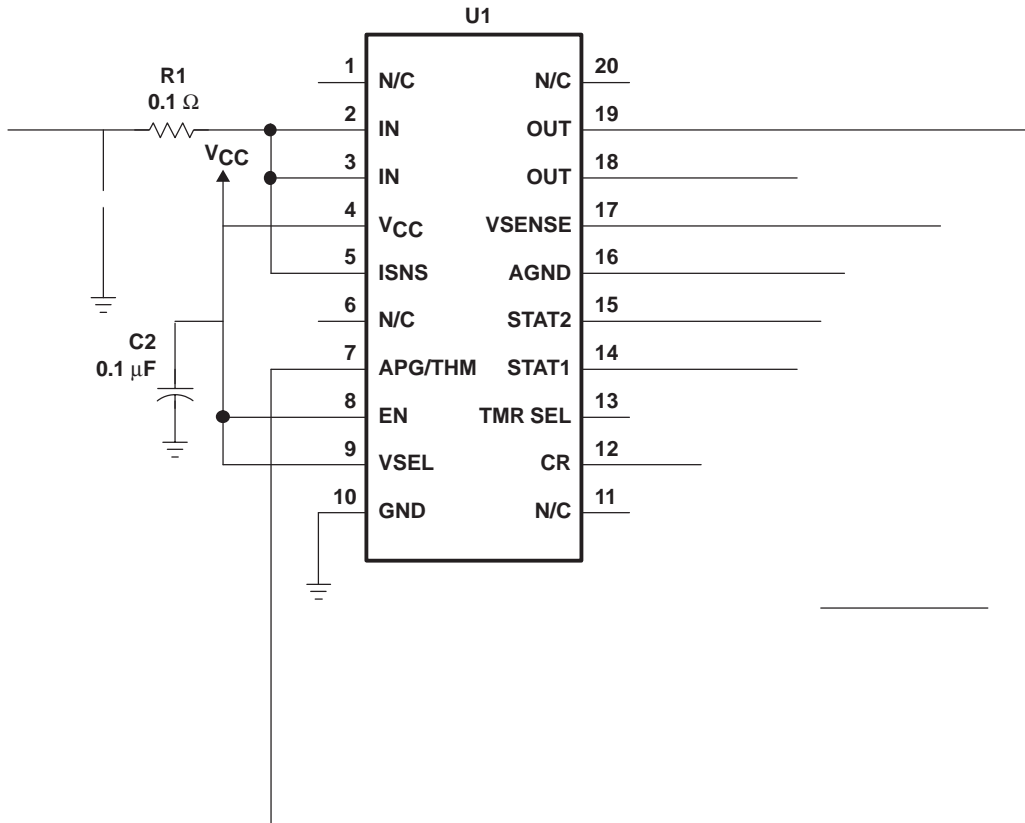 U1
R1
0.1 Ω
VCC
C2
0.1 μF
1 N/C
2 IN
3 IN
4 VCC
5 ISNS
6 N/C
7 APG/THM
8 EN
9 VSEL
10 GND
N/C 20
OUT 19
OUT 18
VSENSE 17
AGND 16
STAT2 15
STAT1 14
TMR SEL 13
CR 12
N/C 11